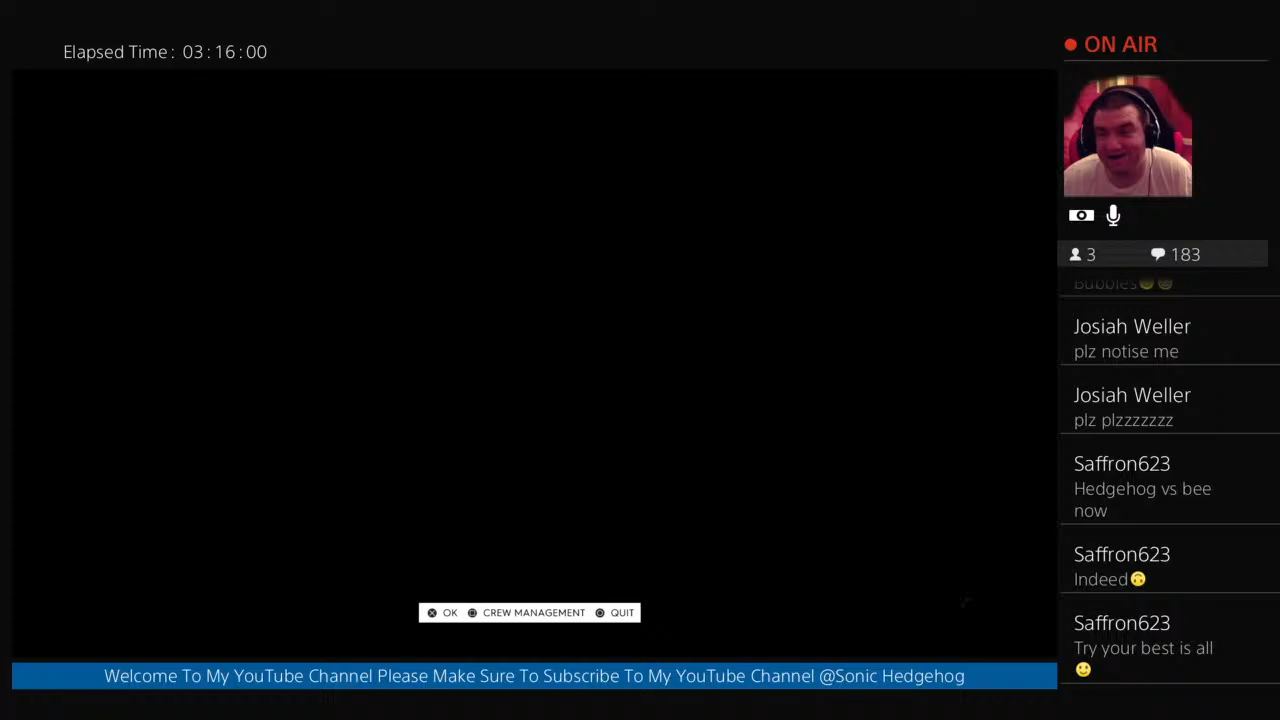 Elapsed Time: 03:16:00
ON AIR
3 183
Bubbles
Josiah Weller
plz notise me
Josiah Weller
plz plzzzzzzz
Saffron623
Hedgehog vs bee
now
Saffron623
Indeed🙃
Saffron623
Try your best is all
🙂
OK CREW MANAGEMENT QUIT
Welcome To My YouTube Channel Please Make Sure To Subscribe To My YouTube Channel @Sonic Hedgehog